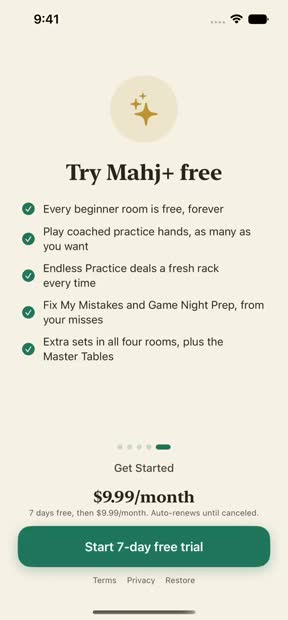 9:41
Try Mahj+ free
Every beginner room is free, forever
Play coached practice hands, as many as
you want
Endless Practice deals a fresh rack
every time
Fix My Mistakes and Game Night Prep, from
your misses
Extra sets in all four rooms, plus the
Master Tables
Get Started
$9.99/month
7 days free, then $9.99/month. Auto-renews until canceled.
Start 7-day free trial
Terms Privacy Restore